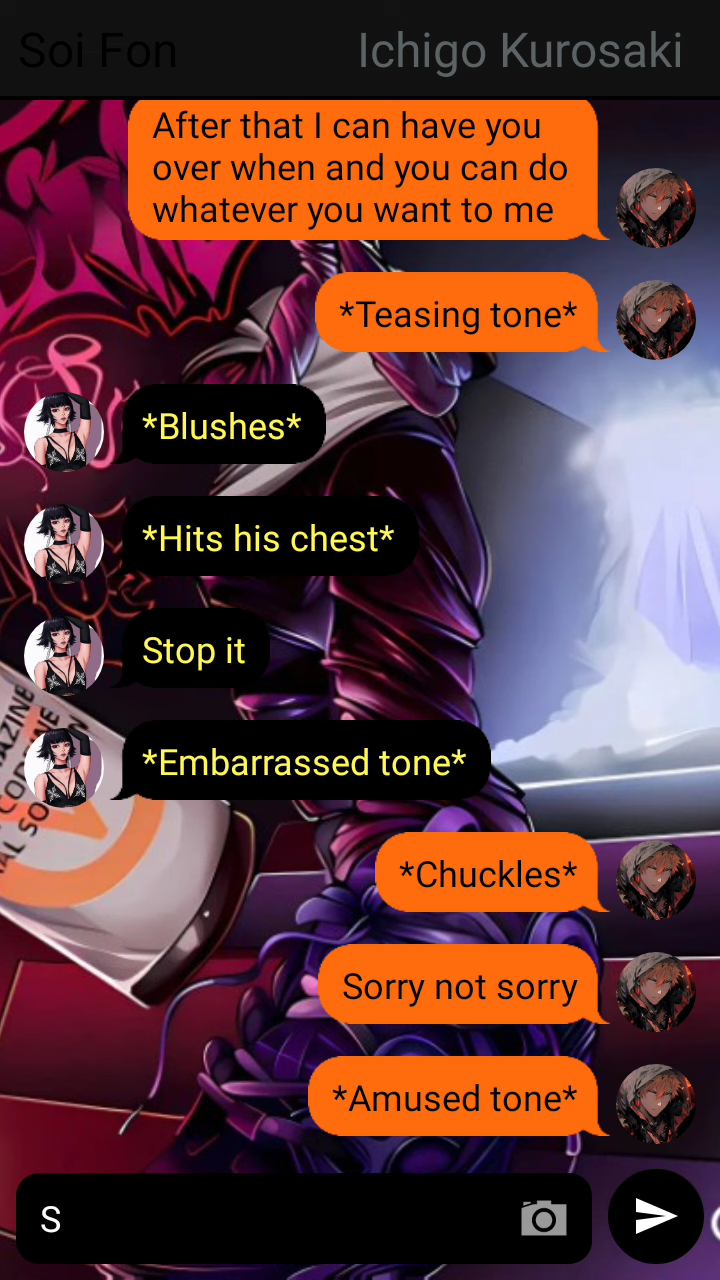 Soi Fon
Ichigo Kurosaki
After that I can have you
over when and you can do
whatever you want to me
*Teasing tone*
*Blushes*
*Hits his chest*
Stop it
*Embarrassed tone*
*Chuckles*
Sorry not sorry
*Amused tone*
S